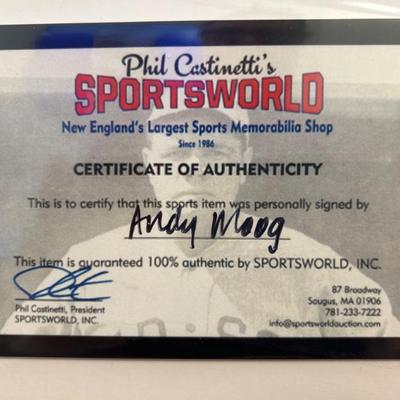 Phil Castinetti's
SPORTSWORLD
New England's Largest Sports Memorabilia Shop
Since 1986
CERTIFICATE OF AUTHENTICITY
This is to certify that this sports item was personally signed by
Andy Moog
This item is guaranteed 100% authentic by SPORTSWORLD, INC.
Phil Castinetti, President
SPORTSWORLD, INC.
87 Broadway
Saugus, MA 01906
781-233-7222
info@sportsworldauction.com